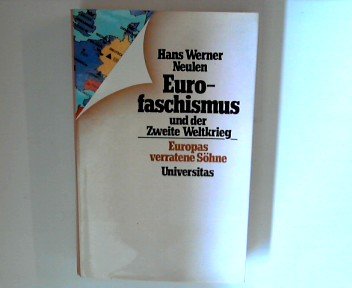 Hans Werner
Neulen
Euro-
faschismus
und der
Zweite Weltkrieg
Europas
verratene Söhne
Universitas